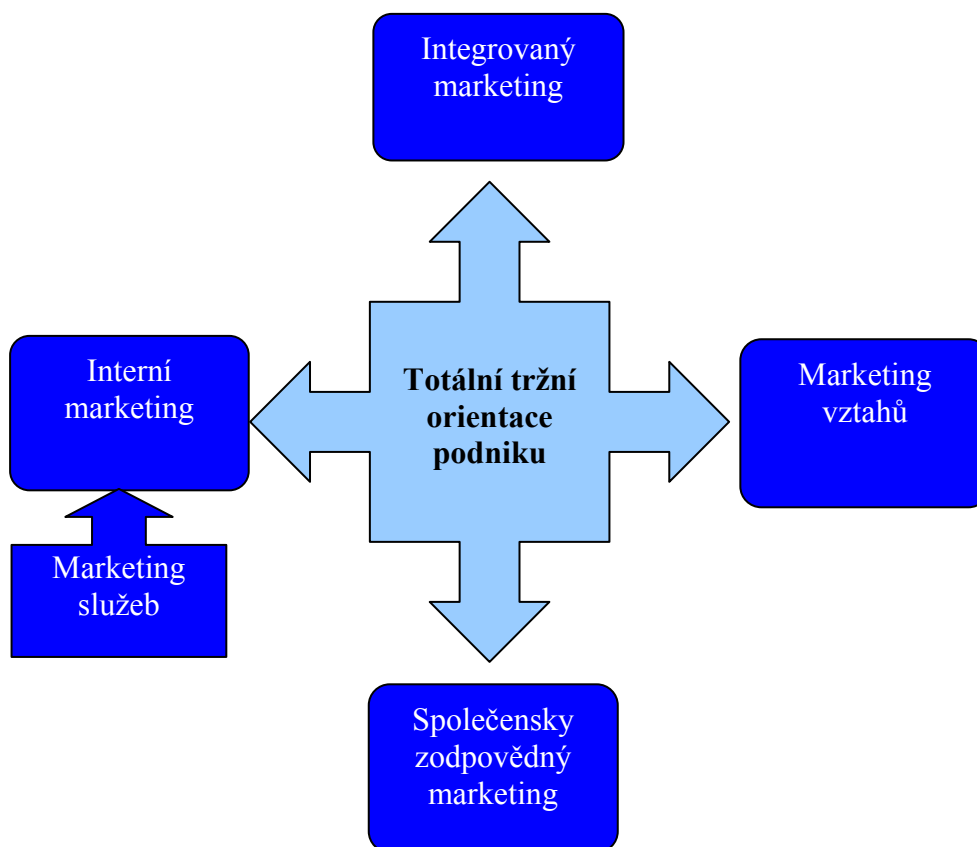 Integrovaný
marketing
Interní
marketing
Totální tržní
orientace
podniku
Marketing
vztahů
Marketing
služeb
Společensky
zodpovědný
marketing